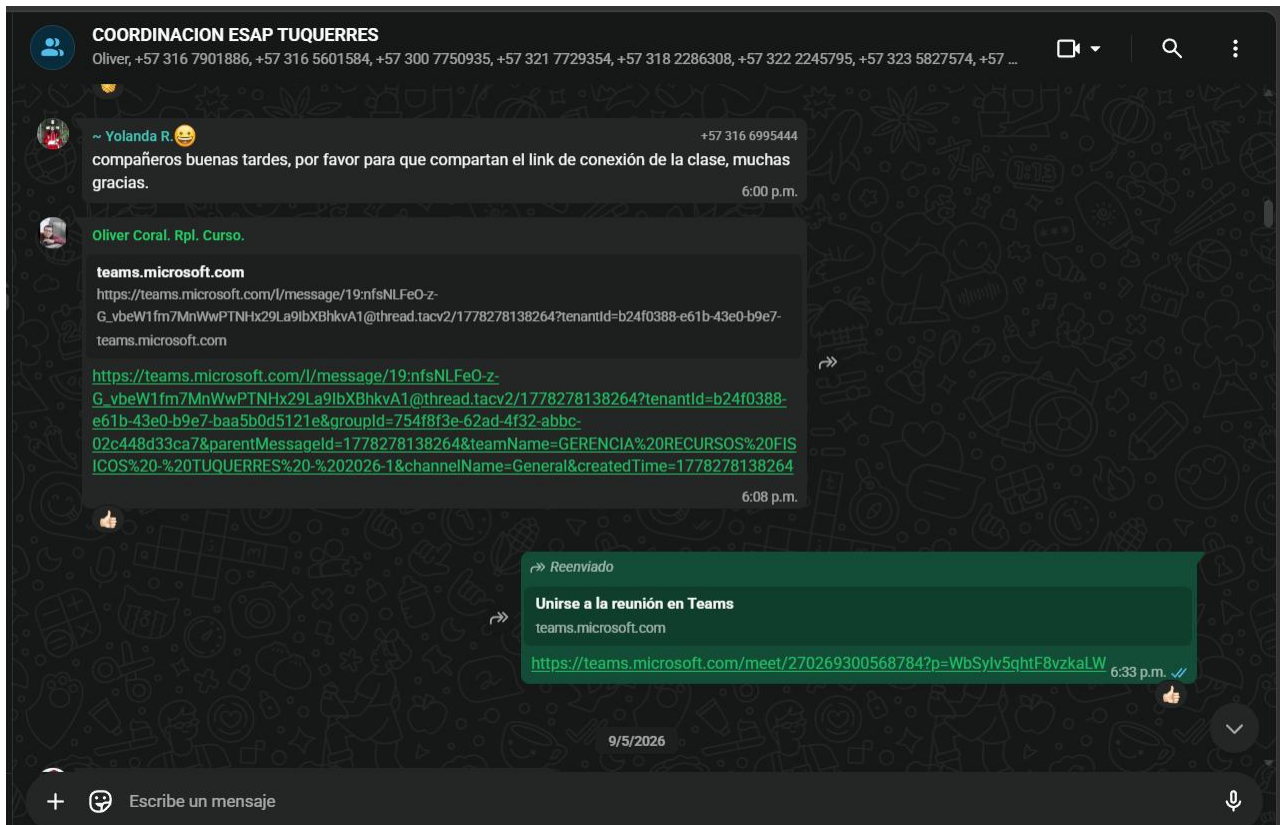 COORDINACION ESAP TUQUERRES
Oliver, +57 316 7901886, +57 316 5601584, +57 300 7750935, +57 321 7729354, +57 318 2286308, +57 322 2245795, +57 323 5827574, +57 ...
~ Yolanda R.😀 +57 316 6995444
compañeros buenas tardes, por favor para que compartan el link de conexión de la clase, muchas
gracias.
6:00 p.m.
Oliver Coral. Rpl. Curso.
teams.microsoft.com
https://teams.microsoft.com/l/message/19:nfsNLFeO-z-
G_vbeW1fm7MnWwPTNHx29La9IbXBhkvA1@thread.tacv2/1778278138264?tenantId=b24f0388-e61b-43e0-b9e7-
teams.microsoft.com
https://teams.microsoft.com/l/message/19:nfsNLFeO-z-
G_vbeW1fm7MnWwPTNHx29La9IbXBhkvA1@thread.tacv2/1778278138264?tenantId=b24f0388-
e61b-43e0-b9e7-baa5b0d5121e&groupId=754f8f3e-62ad-4f32-abbc-
02c448d33ca7&parentMessageId=1778278138264&teamName=GERENCIA%20RECURSOS%20FIS
ICOS%20-%20TUQUERRES%20-%202026-1&channelName=General&createdTime=1778278138264
6:08 p.m.
Reenviado
Unirse a la reunión en Teams
teams.microsoft.com
https://teams.microsoft.com/meet/270269300568784?p=WbSyIv5qhtF8vzkaLW 6:33 p.m.
9/5/2026
Escribe un mensaje